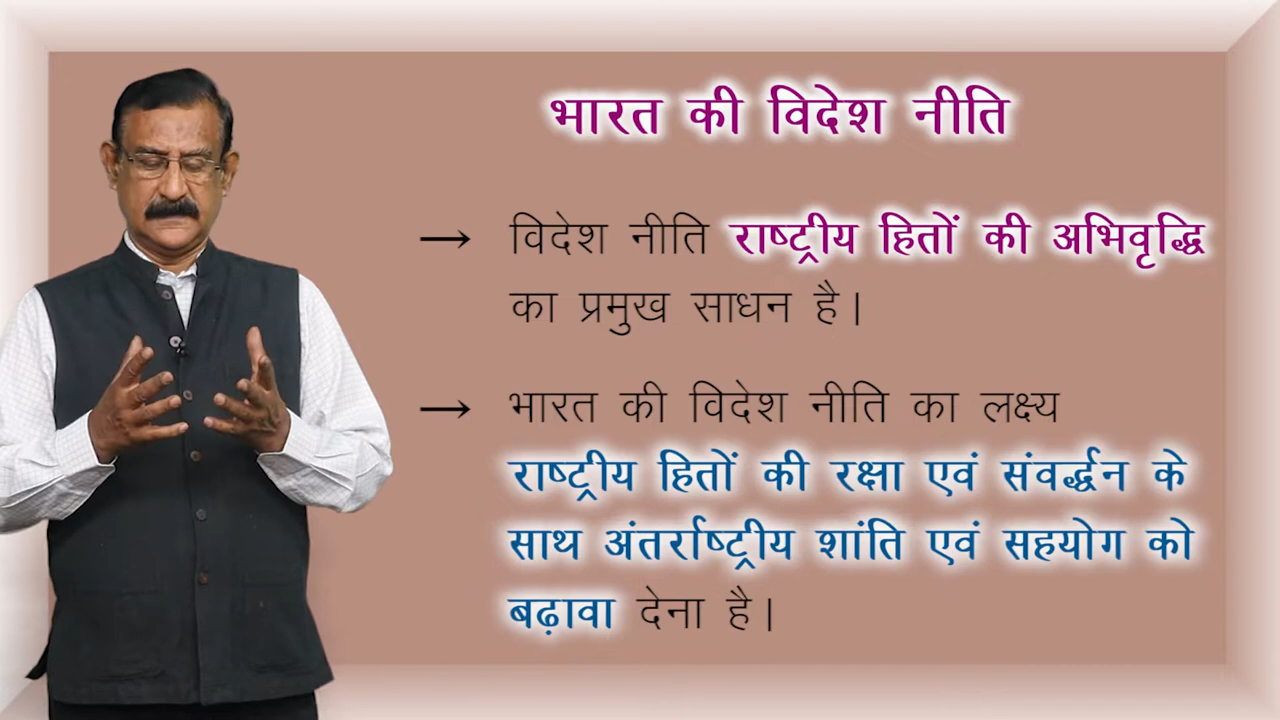 भारत की विदेश नीति
→ विदेश नीति राष्ट्रीय हितों की अभिवृद्धि
का प्रमुख साधन है।
→ भारत की विदेश नीति का लक्ष्य
राष्ट्रीय हितों की रक्षा एवं संवर्द्धन के
साथ अंतर्राष्ट्रीय शांति एवं सहयोग को
बढ़ावा देना है।